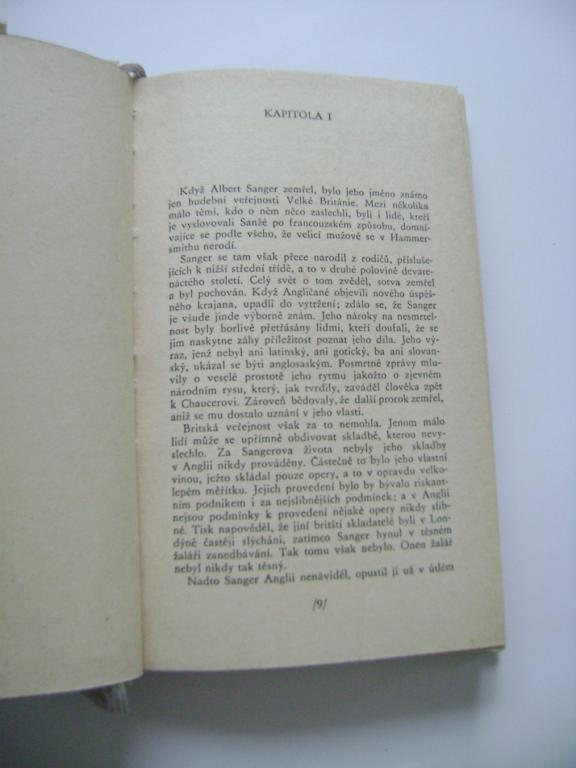 KAPITOLA I
Když Albert Sanger zemřel, bylo jeho jméno známo
jen hudební veřejnosti Velké Británie. Mezi několika
málo těmi, kdo o něm něco zaslechli, byli i lidé, kteří
je vyslovovali Sanžé po francouzském způsobu, domní-
vajíce se podle všeho, že velicí mužové se v Hammer-
smithu nerodí.
Sanger se tam však přece narodil z rodičů, přísluše-
jících k nižší střední třídě, a to v druhé polovině devate-
náctého století. Celý svět o tom zvěděl, sotva zemřel
a byl pochován. Když Angličané objevili nového úspěš-
ného krajana, upadli do vytržení; zdálo se, že Sanger
je všude jinde výborně znám. Jeho nároky na nesmrtel-
nost byly horlivě přetřásány lidmi, kteří doufali, že se
jim naskytne záhy příležitost poznat jeho díla. Jeho vý-
raz, jenž nebyl ani latinský, ani gotický, ba ani slovan-
ský, ukázal se býti anglosaským. Posmrtné zprávy mlu-
vily o veselé prostotě jeho rytmu jakožto o zjevném
národním rysu, který, jak tvrdily, zaváděl člověka zpět
k Chaucerovi. Zároveň bědovaly, že další prorok zemřel,
aniž se mu dostalo uznání v jeho vlasti.
Britská veřejnost však za to nemohla. Jenom málo
lidí může se upřímně obdivovat skladbě, kterou nevy-
slechlo. Za Sangerova života nebyly jeho skladby
v Anglii nikdy prováděny. Částečně to bylo jeho vlastní
vinou, ježto skládal pouze opery, a to v opravdu velko-
lepém měřítku. Jejich provedení bylo by bývalo riskant-
ním podnikem i za nejslibnějších podmínek; a v Anglii
nejsou podmínky k provedení nějaké opery nikdy slib-
né. Tisk napověděl, že jiní britští skladatelé byli v Lon-
dýně častěji slýcháni, zatímco Sanger hynul v těsném
žaláři zanedbávání. Tak tomu však nebylo. Onen žalář
nebyl nikdy tak těsný.
Nadto Sanger Anglii nenáviděl, opustil ji už v útlém
/9/